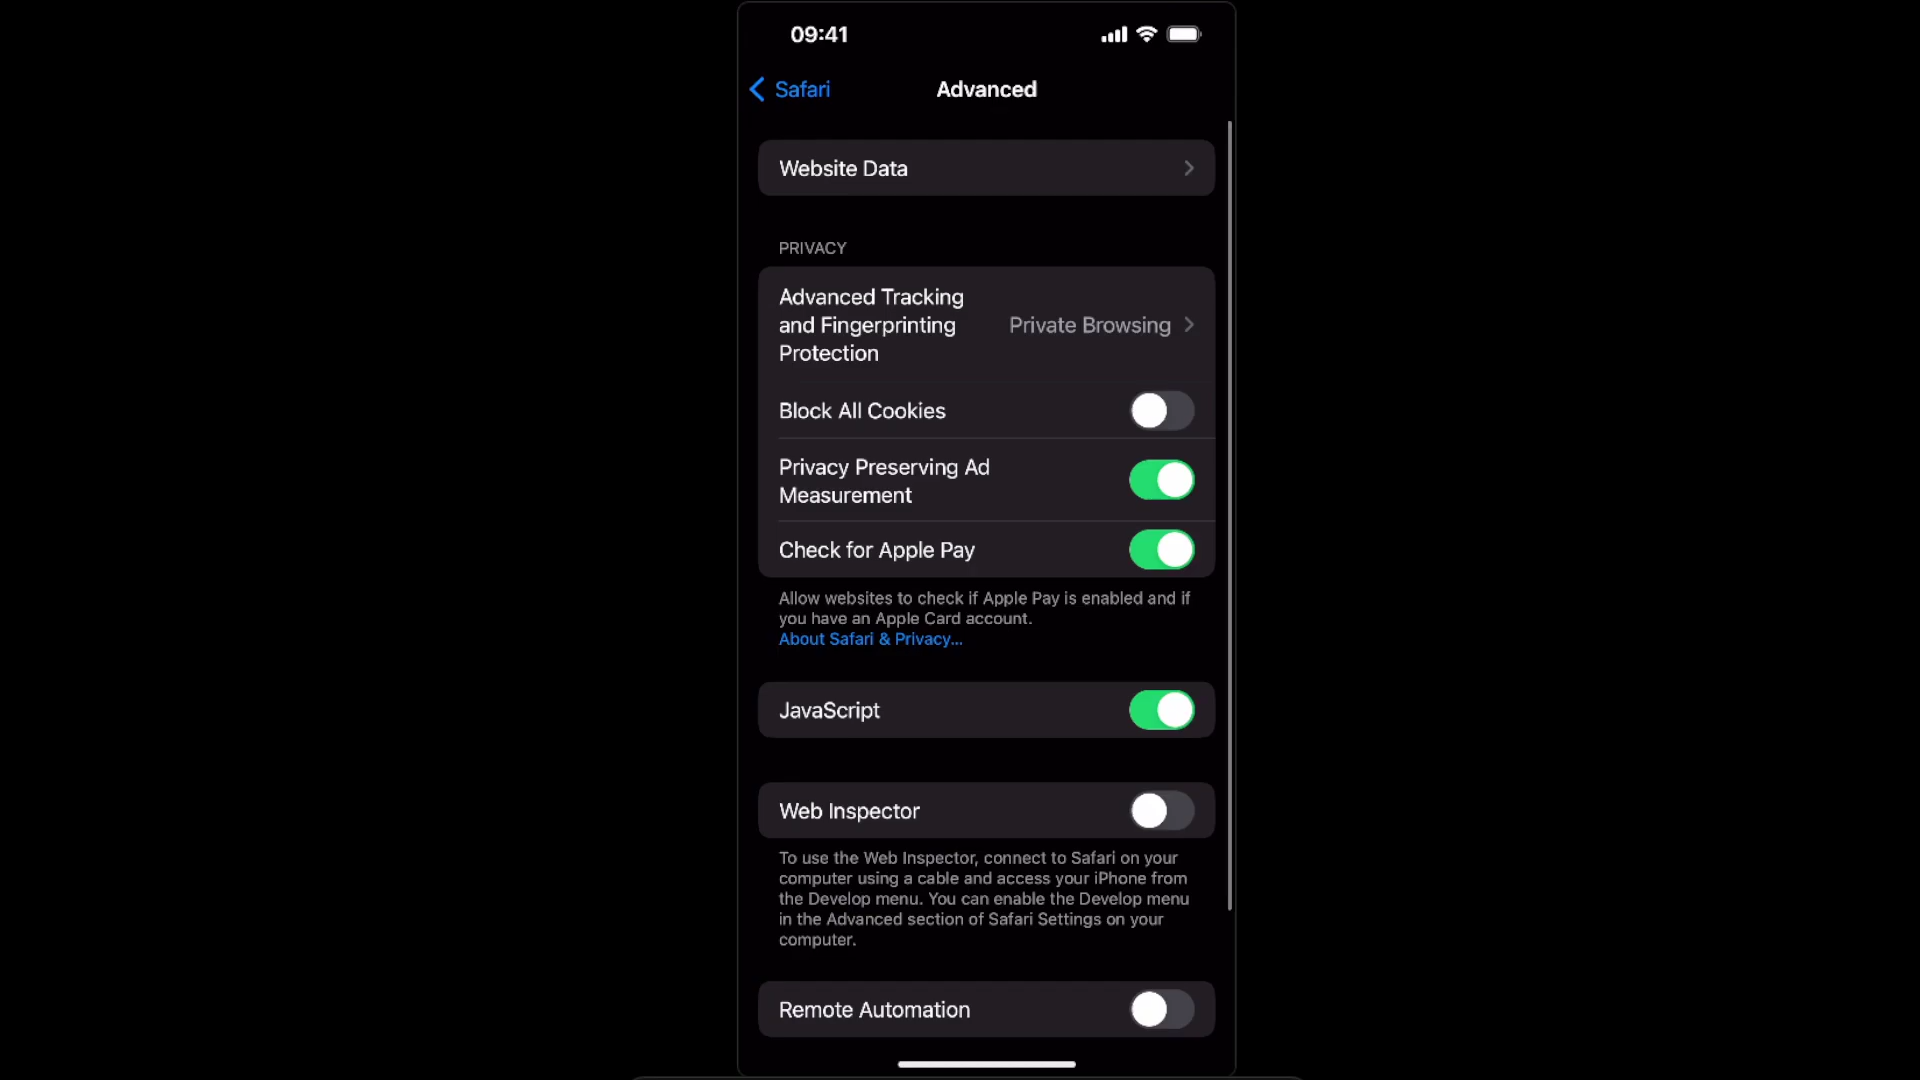 09:41
Safari
Advanced
Website Data
PRIVACY
Advanced Tracking
and Fingerprinting
Protection
Private Browsing
Block All Cookies
Privacy Preserving Ad
Measurement
Check for Apple Pay
Allow websites to check if Apple Pay is enabled and if
you have an Apple Card account.
About Safari & Privacy...
JavaScript
Web Inspector
To use the Web Inspector, connect to Safari on your
computer using a cable and access your iPhone from
the Develop menu. You can enable the Develop menu
in the Advanced section of Safari Settings on your
computer.
Remote Automation